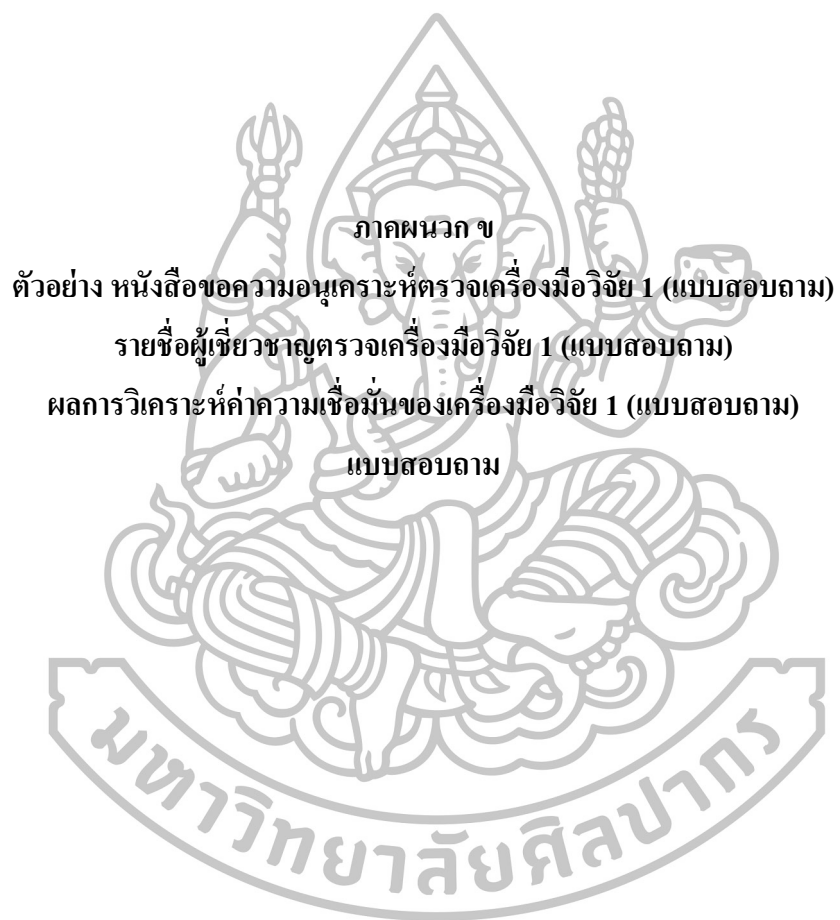 ภาคผนวก ข
ตัวอย่าง หนังสือขอความอนุเคราะห์ตรวจเครื่องมือวิจัย 1 (แบบสอบถาม)
รายชื่อผู้เชี่ยวชาญตรวจเครื่องมือวิจัย 1 (แบบสอบถาม)
ผลการวิเคราะห์ค่าความเชื่อมั่นของเครื่องมือวิจัย 1 (แบบสอบถาม)
แบบสอบถาม
มหาวิทยาลัยศิลปากร